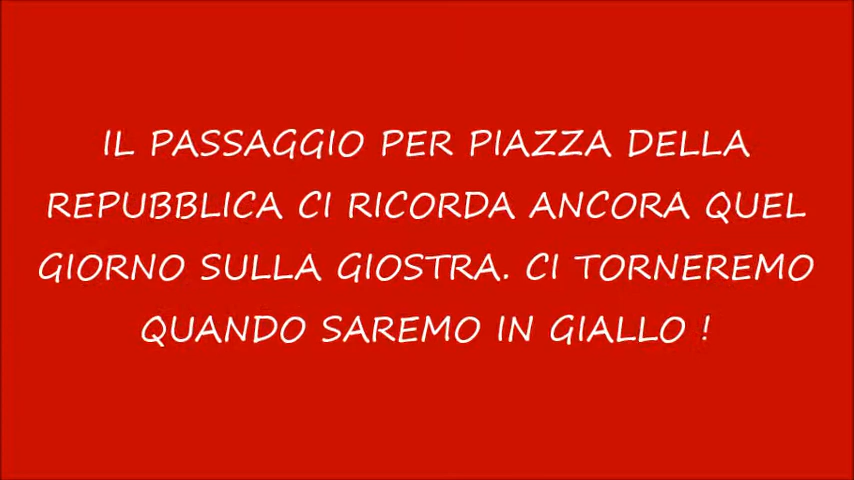 IL PASSAGGIO PER PIAZZA DELLA
REPUBBLICA CI RICORDA ANCORA QUEL
GIORNO SULLA GIOSTRA. CI TORNEREMO
QUANDO SAREMO IN GIALLO !